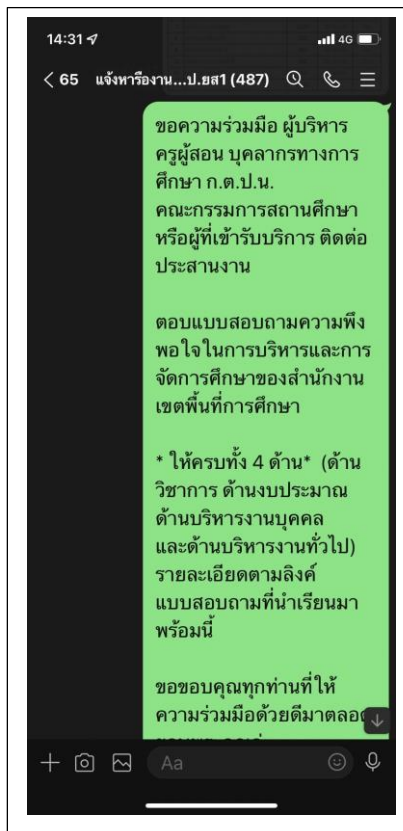 14:31
4G
65 แจ้งหารืองาน...ป.ยส1 (487)
ขอความร่วมมือ ผู้บริหาร
ครูผู้สอน บุคลากรทางการ
ศึกษา ก.ต.ป.น.
คณะกรรมการสถานศึกษา
หรือผู้ที่เข้ารับบริการ ติดต่อ
ประสานงาน
ตอบแบบสอบถามความพึง
พอใจในการบริหารและการ
จัดการศึกษาของสำนักงาน
เขตพื้นที่การศึกษา
* ให้ครบทั้ง 4 ด้าน* (ด้าน
วิชาการ ด้านงบประมาณ
ด้านบริหารงานบุคคล
และด้านบริหารงานทั่วไป)
รายละเอียดตามลิงค์
แบบสอบถามที่นำเรียนมา
พร้อมนี้
ขอขอบคุณทุกท่านที่ให้
ความร่วมมือด้วยดีมาตลอด
Aa